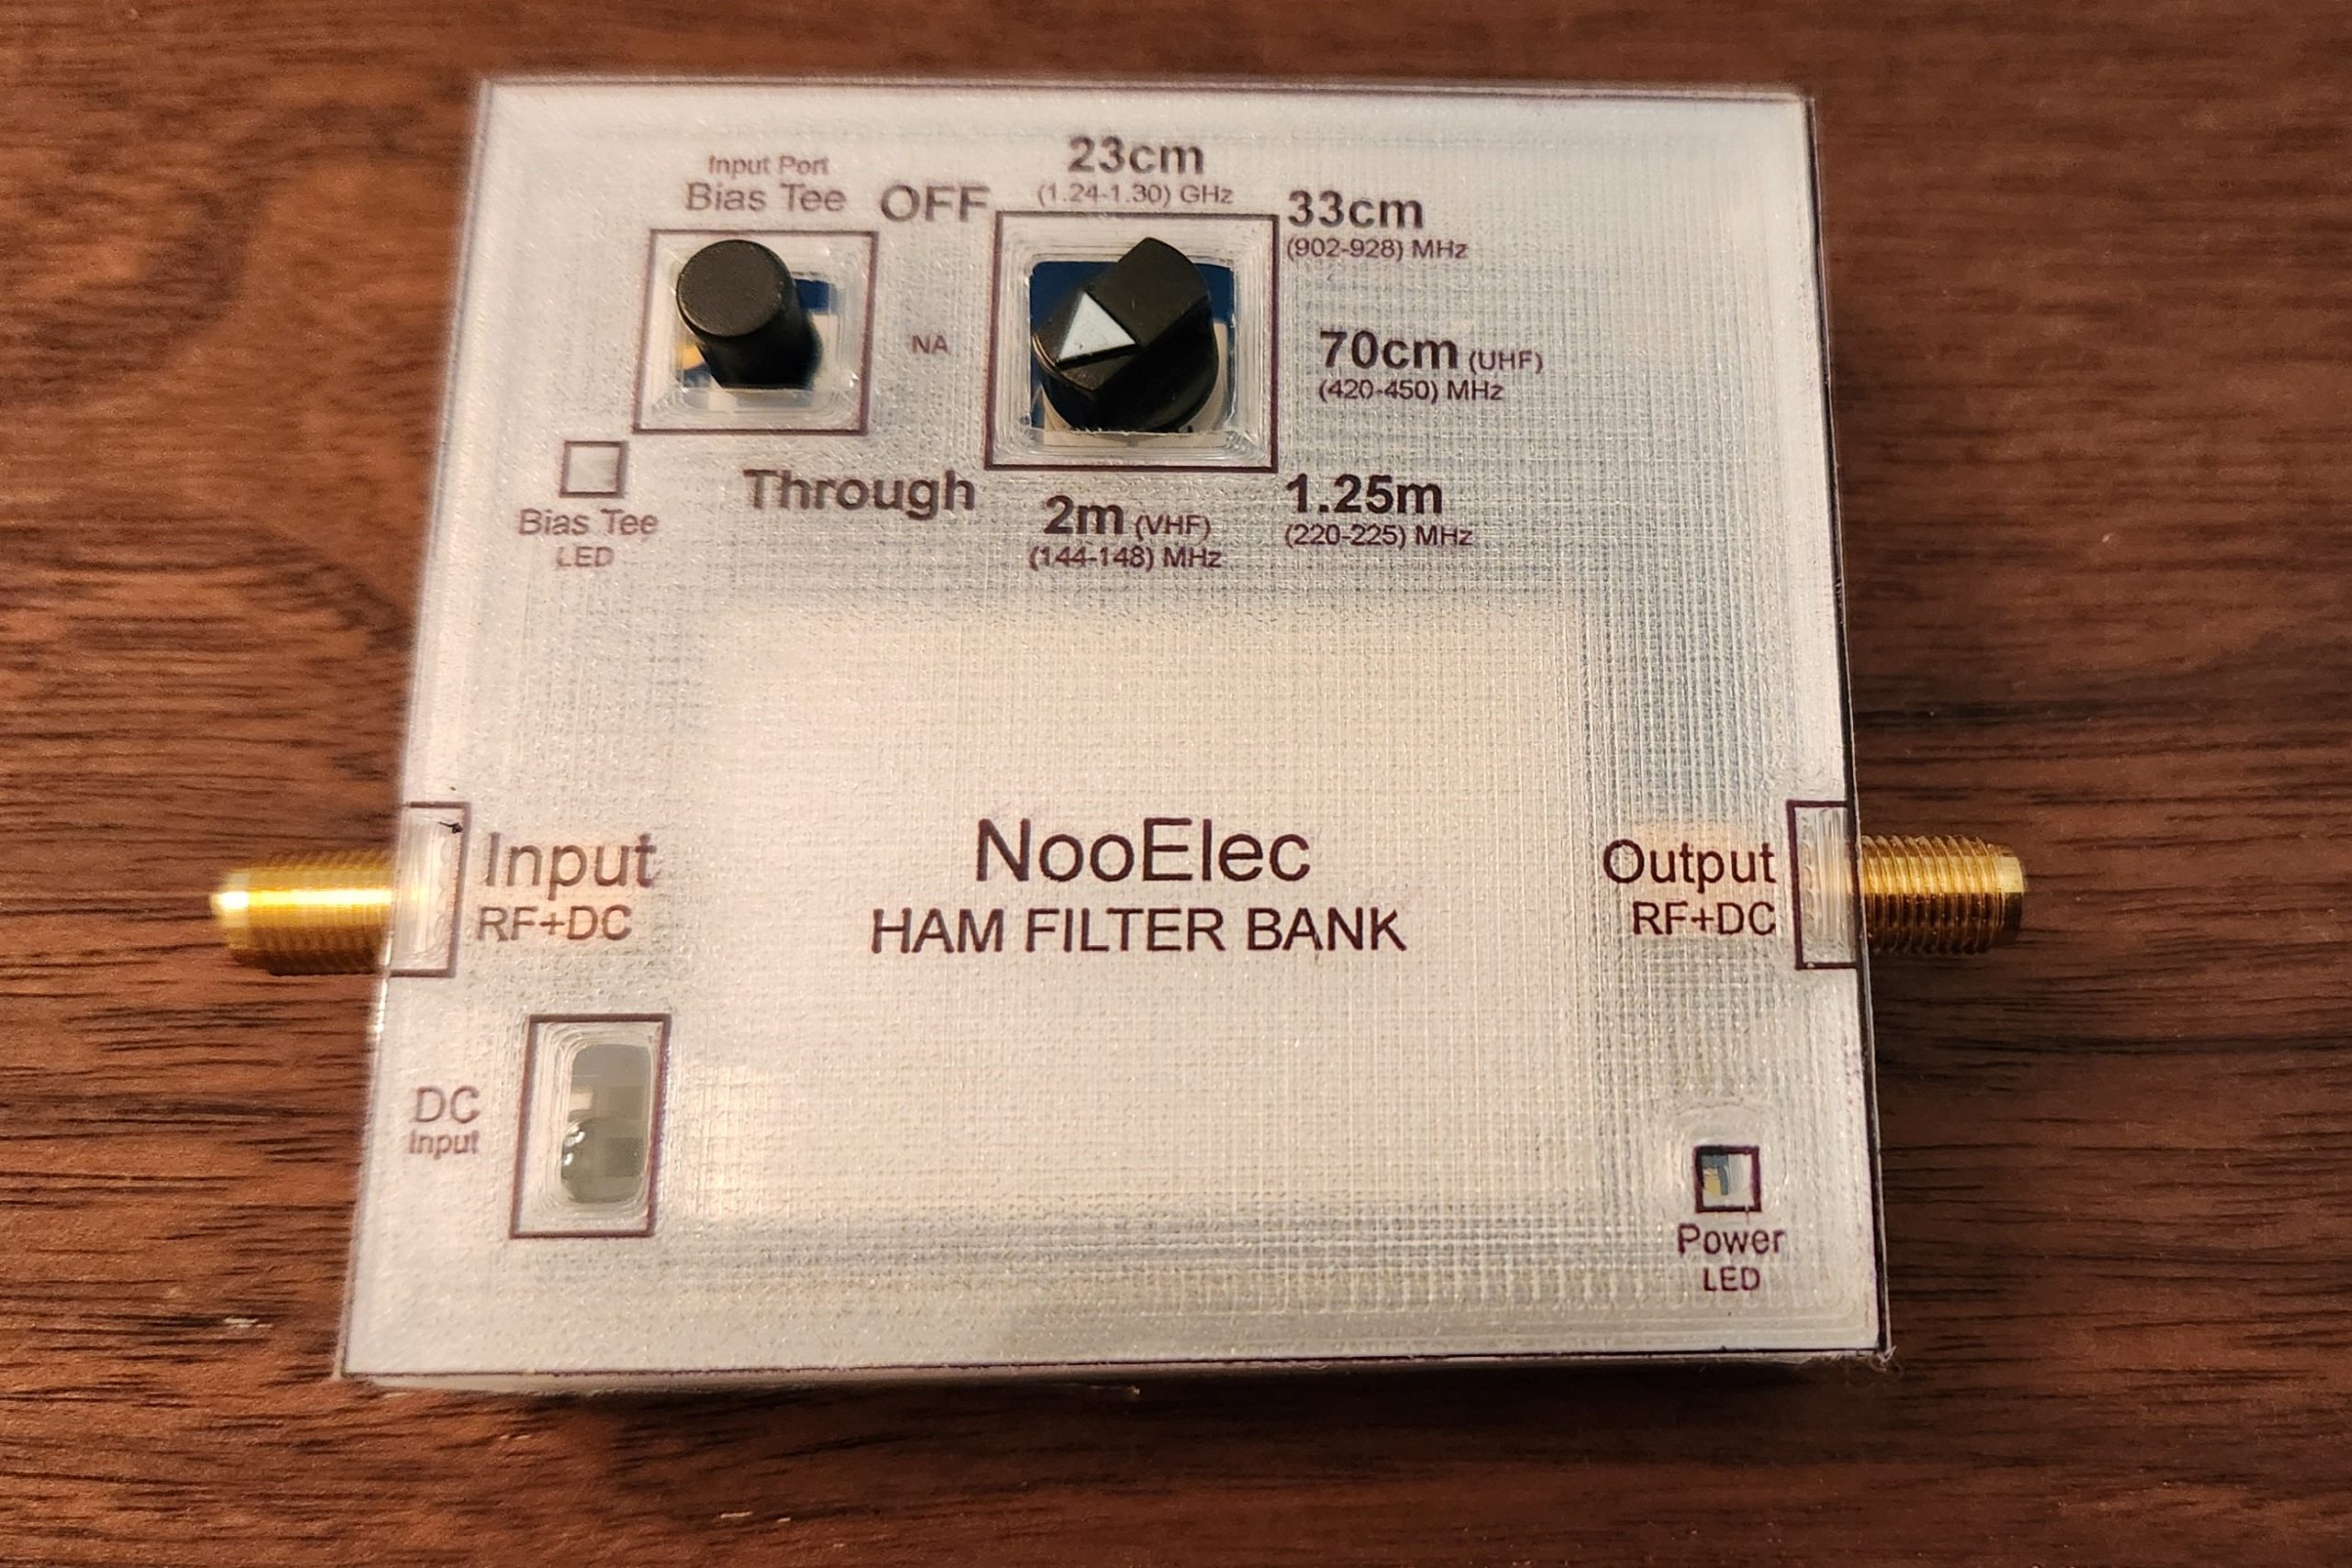 Input Port
Bias Tee
OFF
23cm
(1.24-1.30) GHz
33cm
(902-928) MHz
NA
70cm (UHF)
(420-450) MHz
Through
2m (VHF)
(144-148) MHz
1.25m
(220-225) MHz
Bias Tee
LED
Input
RF+DC
NooElec
HAM FILTER BANK
Output
RF+DC
DC
Input
Power
LED